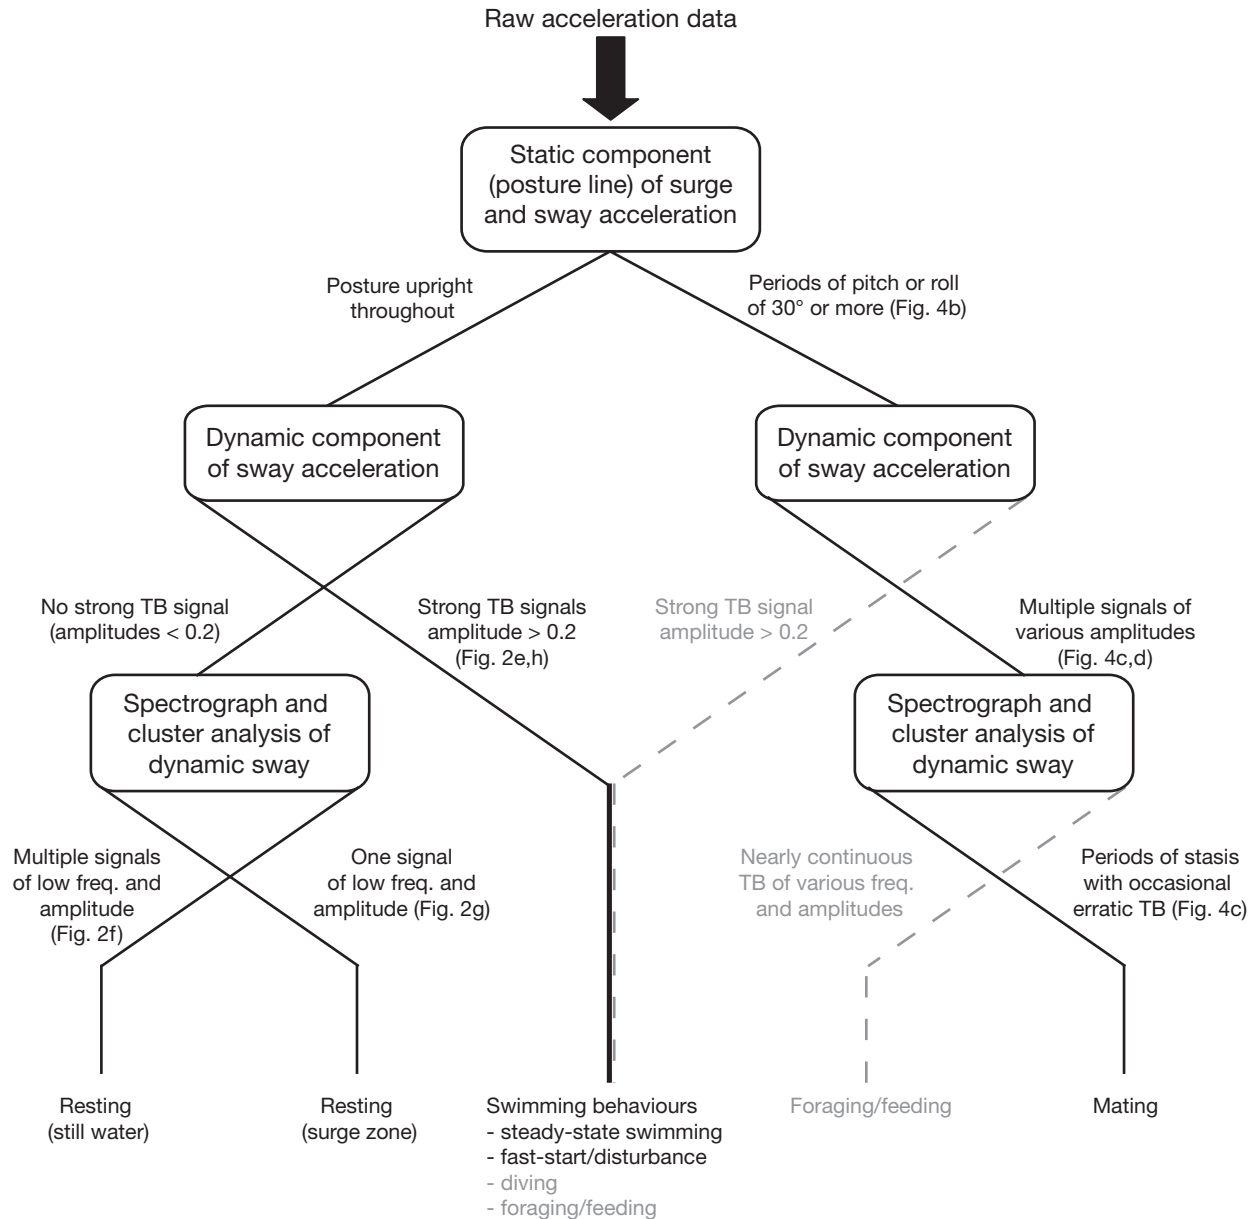 Raw acceleration data
Static component
(posture line) of surge
and sway acceleration
Posture upright
throughout
Periods of pitch or roll
of 30° or more (Fig. 4b)
Dynamic component
of sway acceleration
Dynamic component
of sway acceleration
No strong TB signal
(amplitudes < 0.2)
Strong TB signals
amplitude > 0.2
(Fig. 2e,h)
Strong TB signal
amplitude > 0.2
Multiple signals of
various amplitudes
(Fig. 4c,d)
Spectrograph and
cluster analysis of
dynamic sway
Spectrograph and
cluster analysis of
dynamic sway
Multiple signals
of low freq. and
amplitude
(Fig. 2f)
One signal
of low freq. and
amplitude (Fig. 2g)
Nearly continuous
TB of various freq.
and amplitudes
Periods of stasis
with occasional
erratic TB (Fig. 4c)
Resting
(still water)
Resting
(surge zone)
Swimming behaviours
- steady-state swimming
- fast-start/disturbance
- diving
- foraging/feeding
Foraging/feeding
Mating